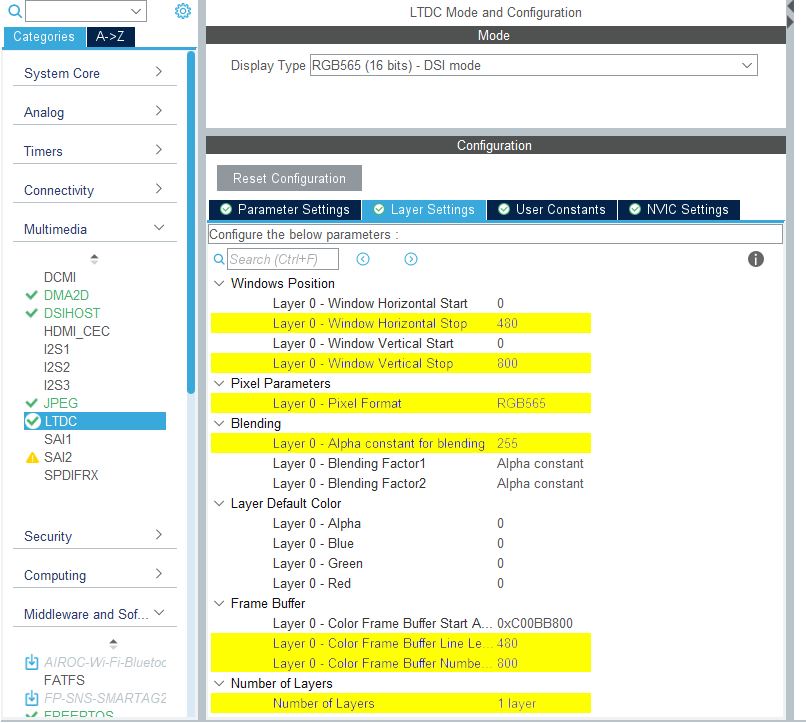 LTDC Mode and Configuration
Mode
Display Type RGB565 (16 bits) - DSI mode
Categories A->Z
System Core
Analog
Timers
Connectivity
Multimedia
DCMI
DMA2D
DSIHOST
HDMI_CEC
I2S1
I2S2
I2S3
JPEG
LTDC
SAI1
SAI2
SPDIFRX
Security
Computing
Middleware and Sof...
AIROC-Wi-Fi-Bluetoo
FATFS
FP-SNS-SMARTAG2
FREERTOS
Configuration
Reset Configuration
Parameter Settings Layer Settings User Constants NVIC Settings
Configure the below parameters :
Search (Ctrl+F)
Windows Position
Layer 0 - Window Horizontal Start 0
Layer 0 - Window Horizontal Stop 480
Layer 0 - Window Vertical Start 0
Layer 0 - Window Vertical Stop 800
Pixel Parameters
Layer 0 - Pixel Format RGB565
Blending
Layer 0 - Alpha constant for blending 255
Layer 0 - Blending Factor1 Alpha constant
Layer 0 - Blending Factor2 Alpha constant
Layer Default Color
Layer 0 - Alpha 0
Layer 0 - Blue 0
Layer 0 - Green 0
Layer 0 - Red 0
Frame Buffer
Layer 0 - Color Frame Buffer Start A... 0xC00BB800
Layer 0 - Color Frame Buffer Line Le... 480
Layer 0 - Color Frame Buffer Numbe... 800
Number of Layers
Number of Layers 1 layer